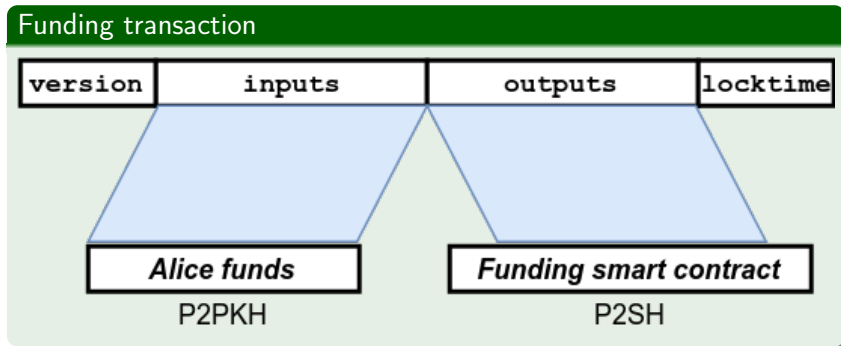 Funding transaction
version inputs outputs locktime
Alice funds Funding smart contract
P2PKH P2SH